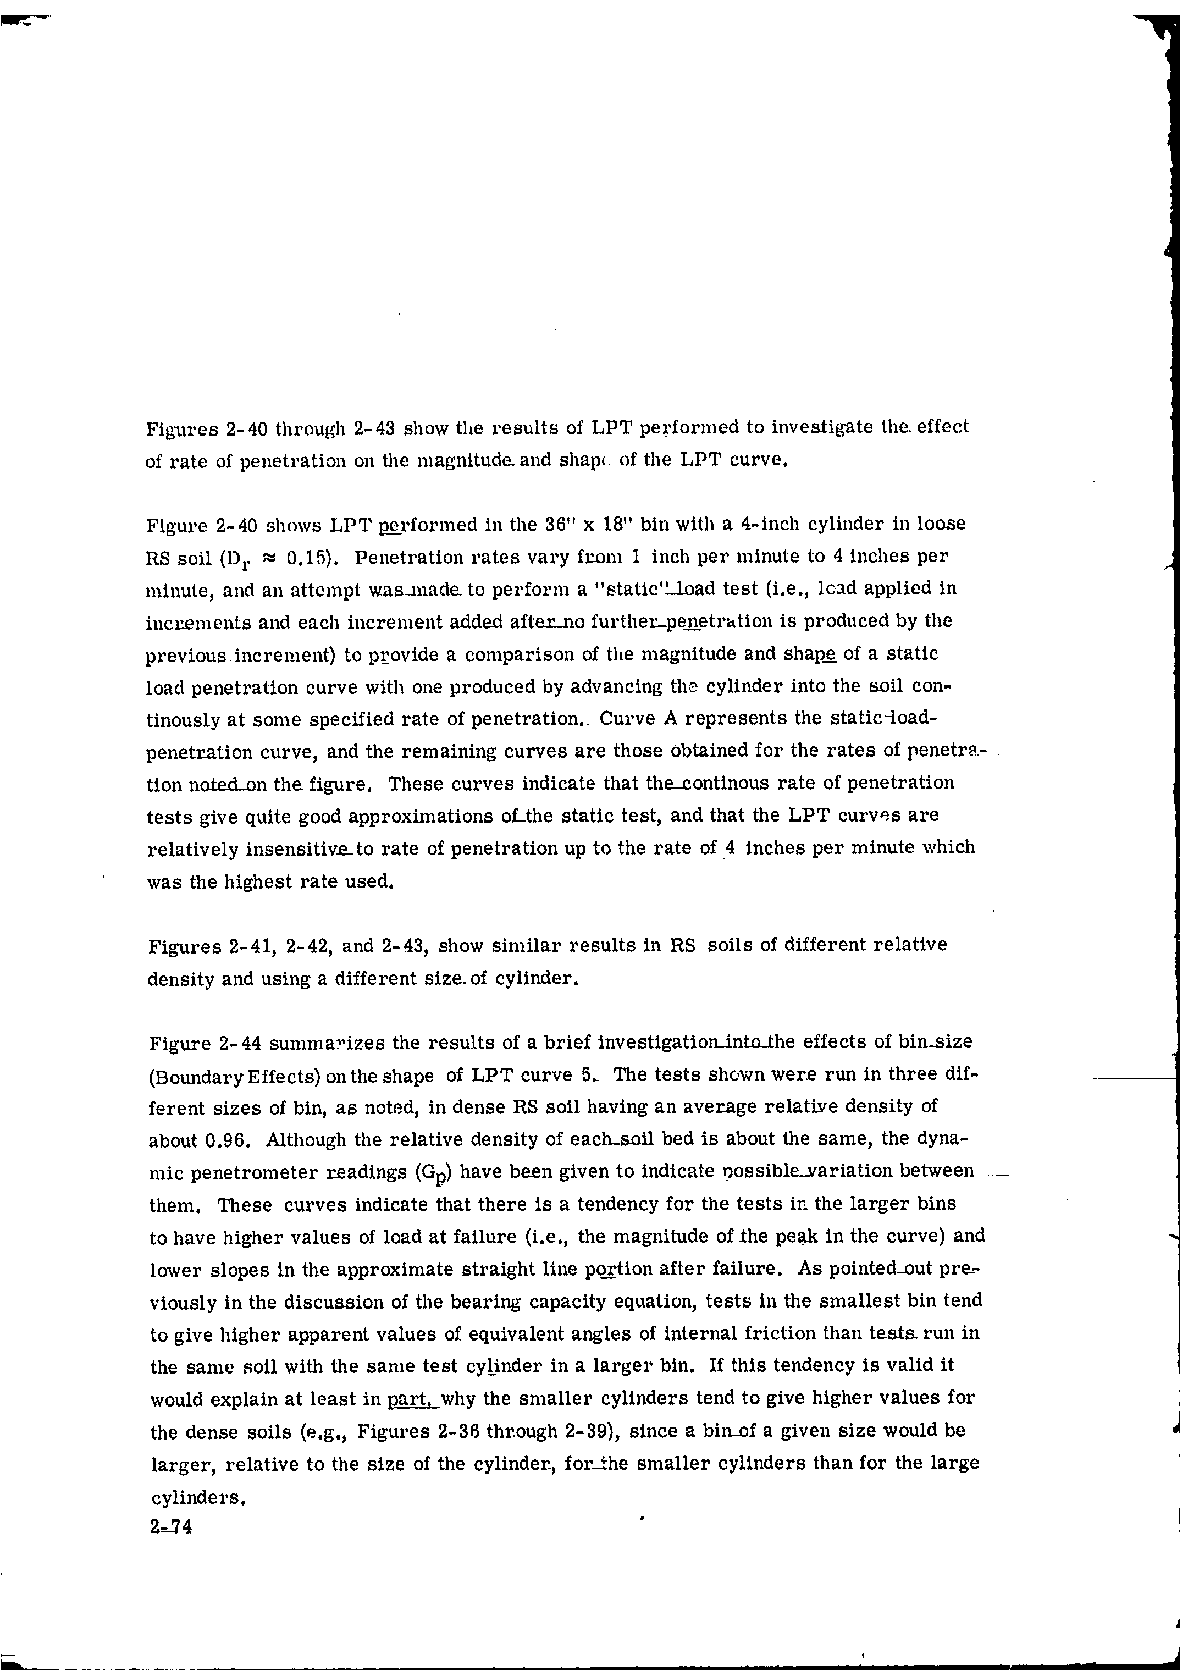 Figures 2-40 through 2-43 show the results of LPT performed to investigate the effect
of rate of penetration on the magnitude and shape of the LPT curve.
Figure 2-40 shows LPT performed in the 36" x 18" bin with a 4-inch cylinder in loose
RS soil (Dr ≈ 0.15). Penetration rates vary from 1 inch per minute to 4 inches per
minute, and an attempt was made to perform a "static" load test (i.e., load applied in
increments and each increment added after no further penetration is produced by the
previous increment) to provide a comparison of the magnitude and shape of a static
load penetration curve with one produced by advancing the cylinder into the soil con-
tinously at some specified rate of penetration. Curve A represents the static-load-
penetration curve, and the remaining curves are those obtained for the rates of penetra-
tion noted on the figure. These curves indicate that the continous rate of penetration
tests give quite good approximations of the static test, and that the LPT curves are
relatively insensitive to rate of penetration up to the rate of 4 inches per minute which
was the highest rate used.
Figures 2-41, 2-42, and 2-43, show similar results in RS soils of different relative
density and using a different size of cylinder.
Figure 2-44 summarizes the results of a brief investigation into the effects of bin size
(Boundary Effects) on the shape of LPT curve 5. The tests shown were run in three dif-
ferent sizes of bin, as noted, in dense RS soil having an average relative density of
about 0.96. Although the relative density of each soil bed is about the same, the dyna-
mic penetrometer readings (Gp) have been given to indicate possible variation between
them. These curves indicate that there is a tendency for the tests in the larger bins
to have higher values of load at failure (i.e., the magnitude of the peak in the curve) and
lower slopes in the approximate straight line portion after failure. As pointed out pre-
viously in the discussion of the bearing capacity equation, tests in the smallest bin tend
to give higher apparent values of equivalent angles of internal friction than tests run in
the same soil with the same test cylinder in a larger bin. If this tendency is valid it
would explain at least in part, why the smaller cylinders tend to give higher values for
the dense soils (e.g., Figures 2-36 through 2-39), since a bin of a given size would be
larger, relative to the size of the cylinder, for the smaller cylinders than for the large
cylinders.
2-74